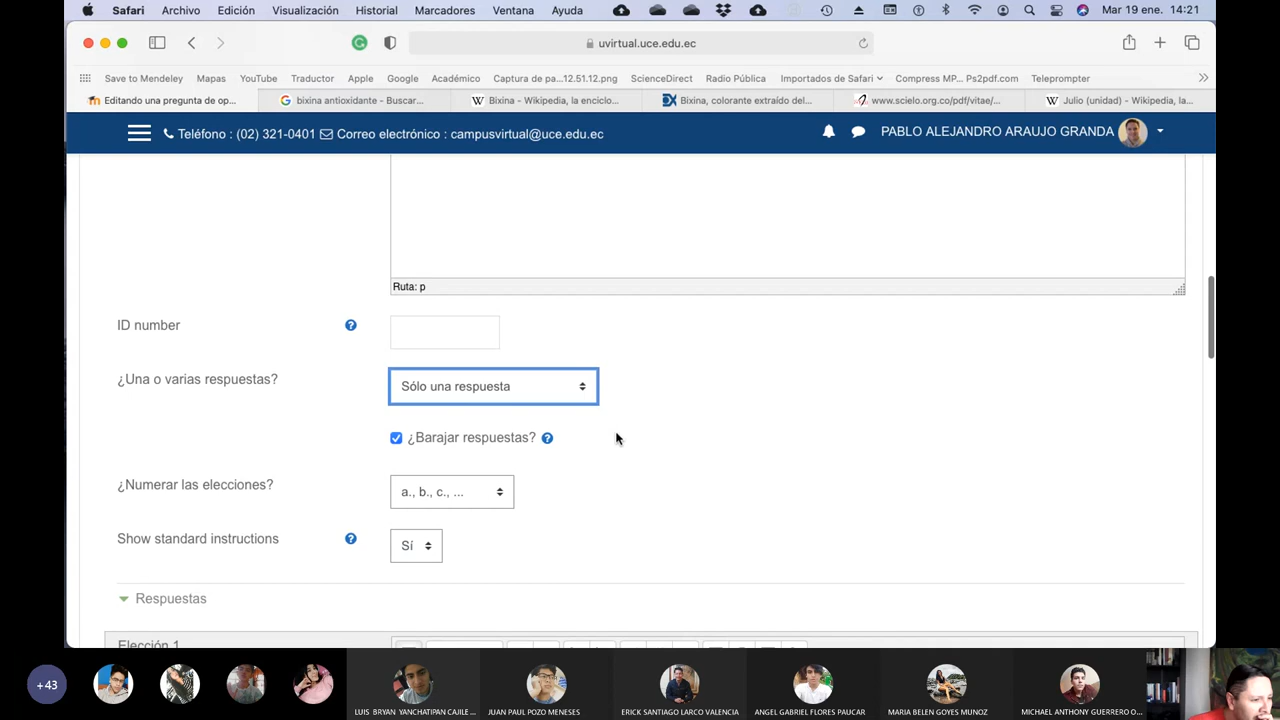 Safari Archivo Edición Visualización Historial Marcadores Ventana Ayuda Mar 19 ene. 14:21
uvirtual.uce.edu.ec
Save to Mendeley Mapas YouTube Traductor Apple Google Académico Captura de pa...12.51.12.png ScienceDirect Radio Pública Importados de Safari Compress MP... Ps2pdf.com Teleprompter
Editando una pregunta de op... bixina antioxidante - Buscar... Bixina - Wikipedia, la enciclo... Bixina, colorante extraído del... www.scielo.org.co/pdf/vitae/... Julio (unidad) - Wikipedia, la...
Teléfono : (02) 321-0401 Correo electrónico : campusvirtual@uce.edu.ec PABLO ALEJANDRO ARAUJO GRANDA
Ruta: p
ID number
¿Una o varias respuestas? Sólo una respuesta
¿Barajar respuestas?
¿Numerar las elecciones? a., b., c., ...
Show standard instructions Sí
Respuestas
Elección 1
+43
LUIS BRYAN YANCHATIPAN CAJILE... JUAN PAUL POZO MENESES ERICK SANTIAGO LARCO VALENCIA ANGEL GABRIEL FLORES PAUCAR MARIA BELEN GOYES MUNOZ MICHAEL ANTHONY GUERRERO O...